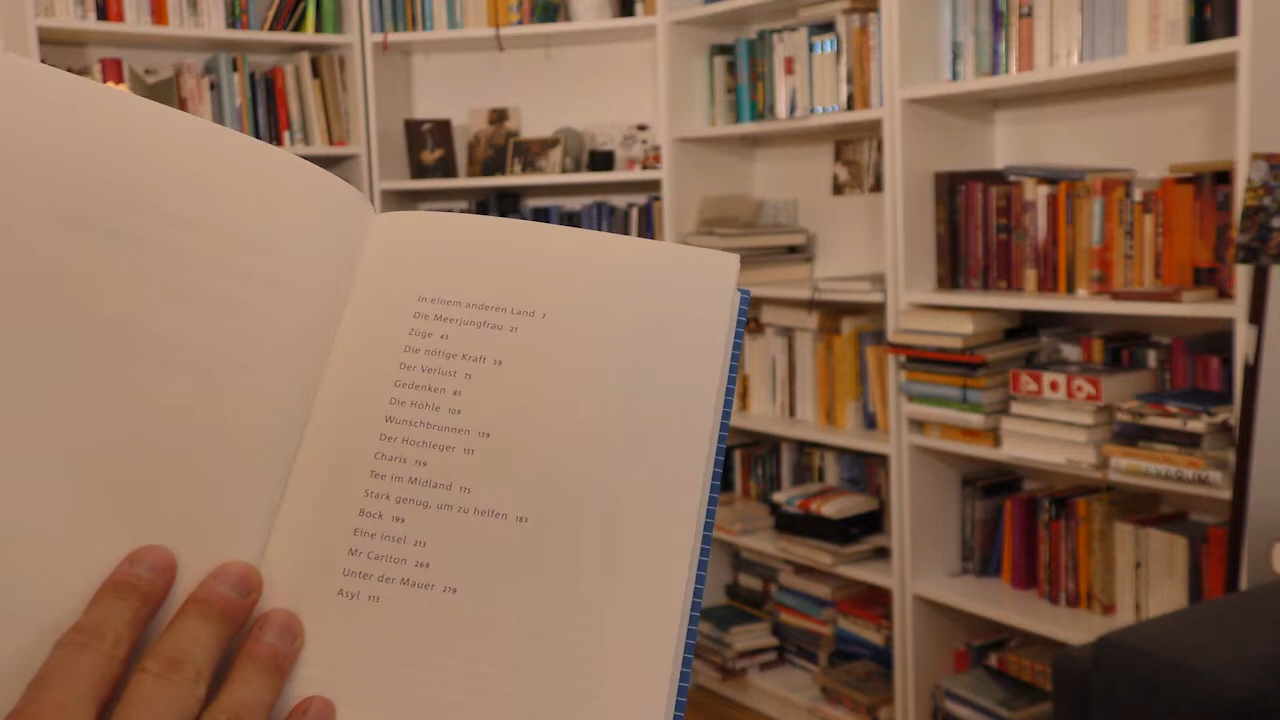 In einem anderen Land 7
Die Meerjungfrau 21
Züge 43
Die nötige Kraft 59
Der Verlust 75
Gedenken 85
Die Höhle 109
Wunschbrunnen 139
Der Hochleger 151
Charis 159
Tee im Midland 175
Stark genug, um zu helfen 183
Bock 199
Eine Insel 213
Mr Carlton 269
Unter der Mauer 279
Asyl 313